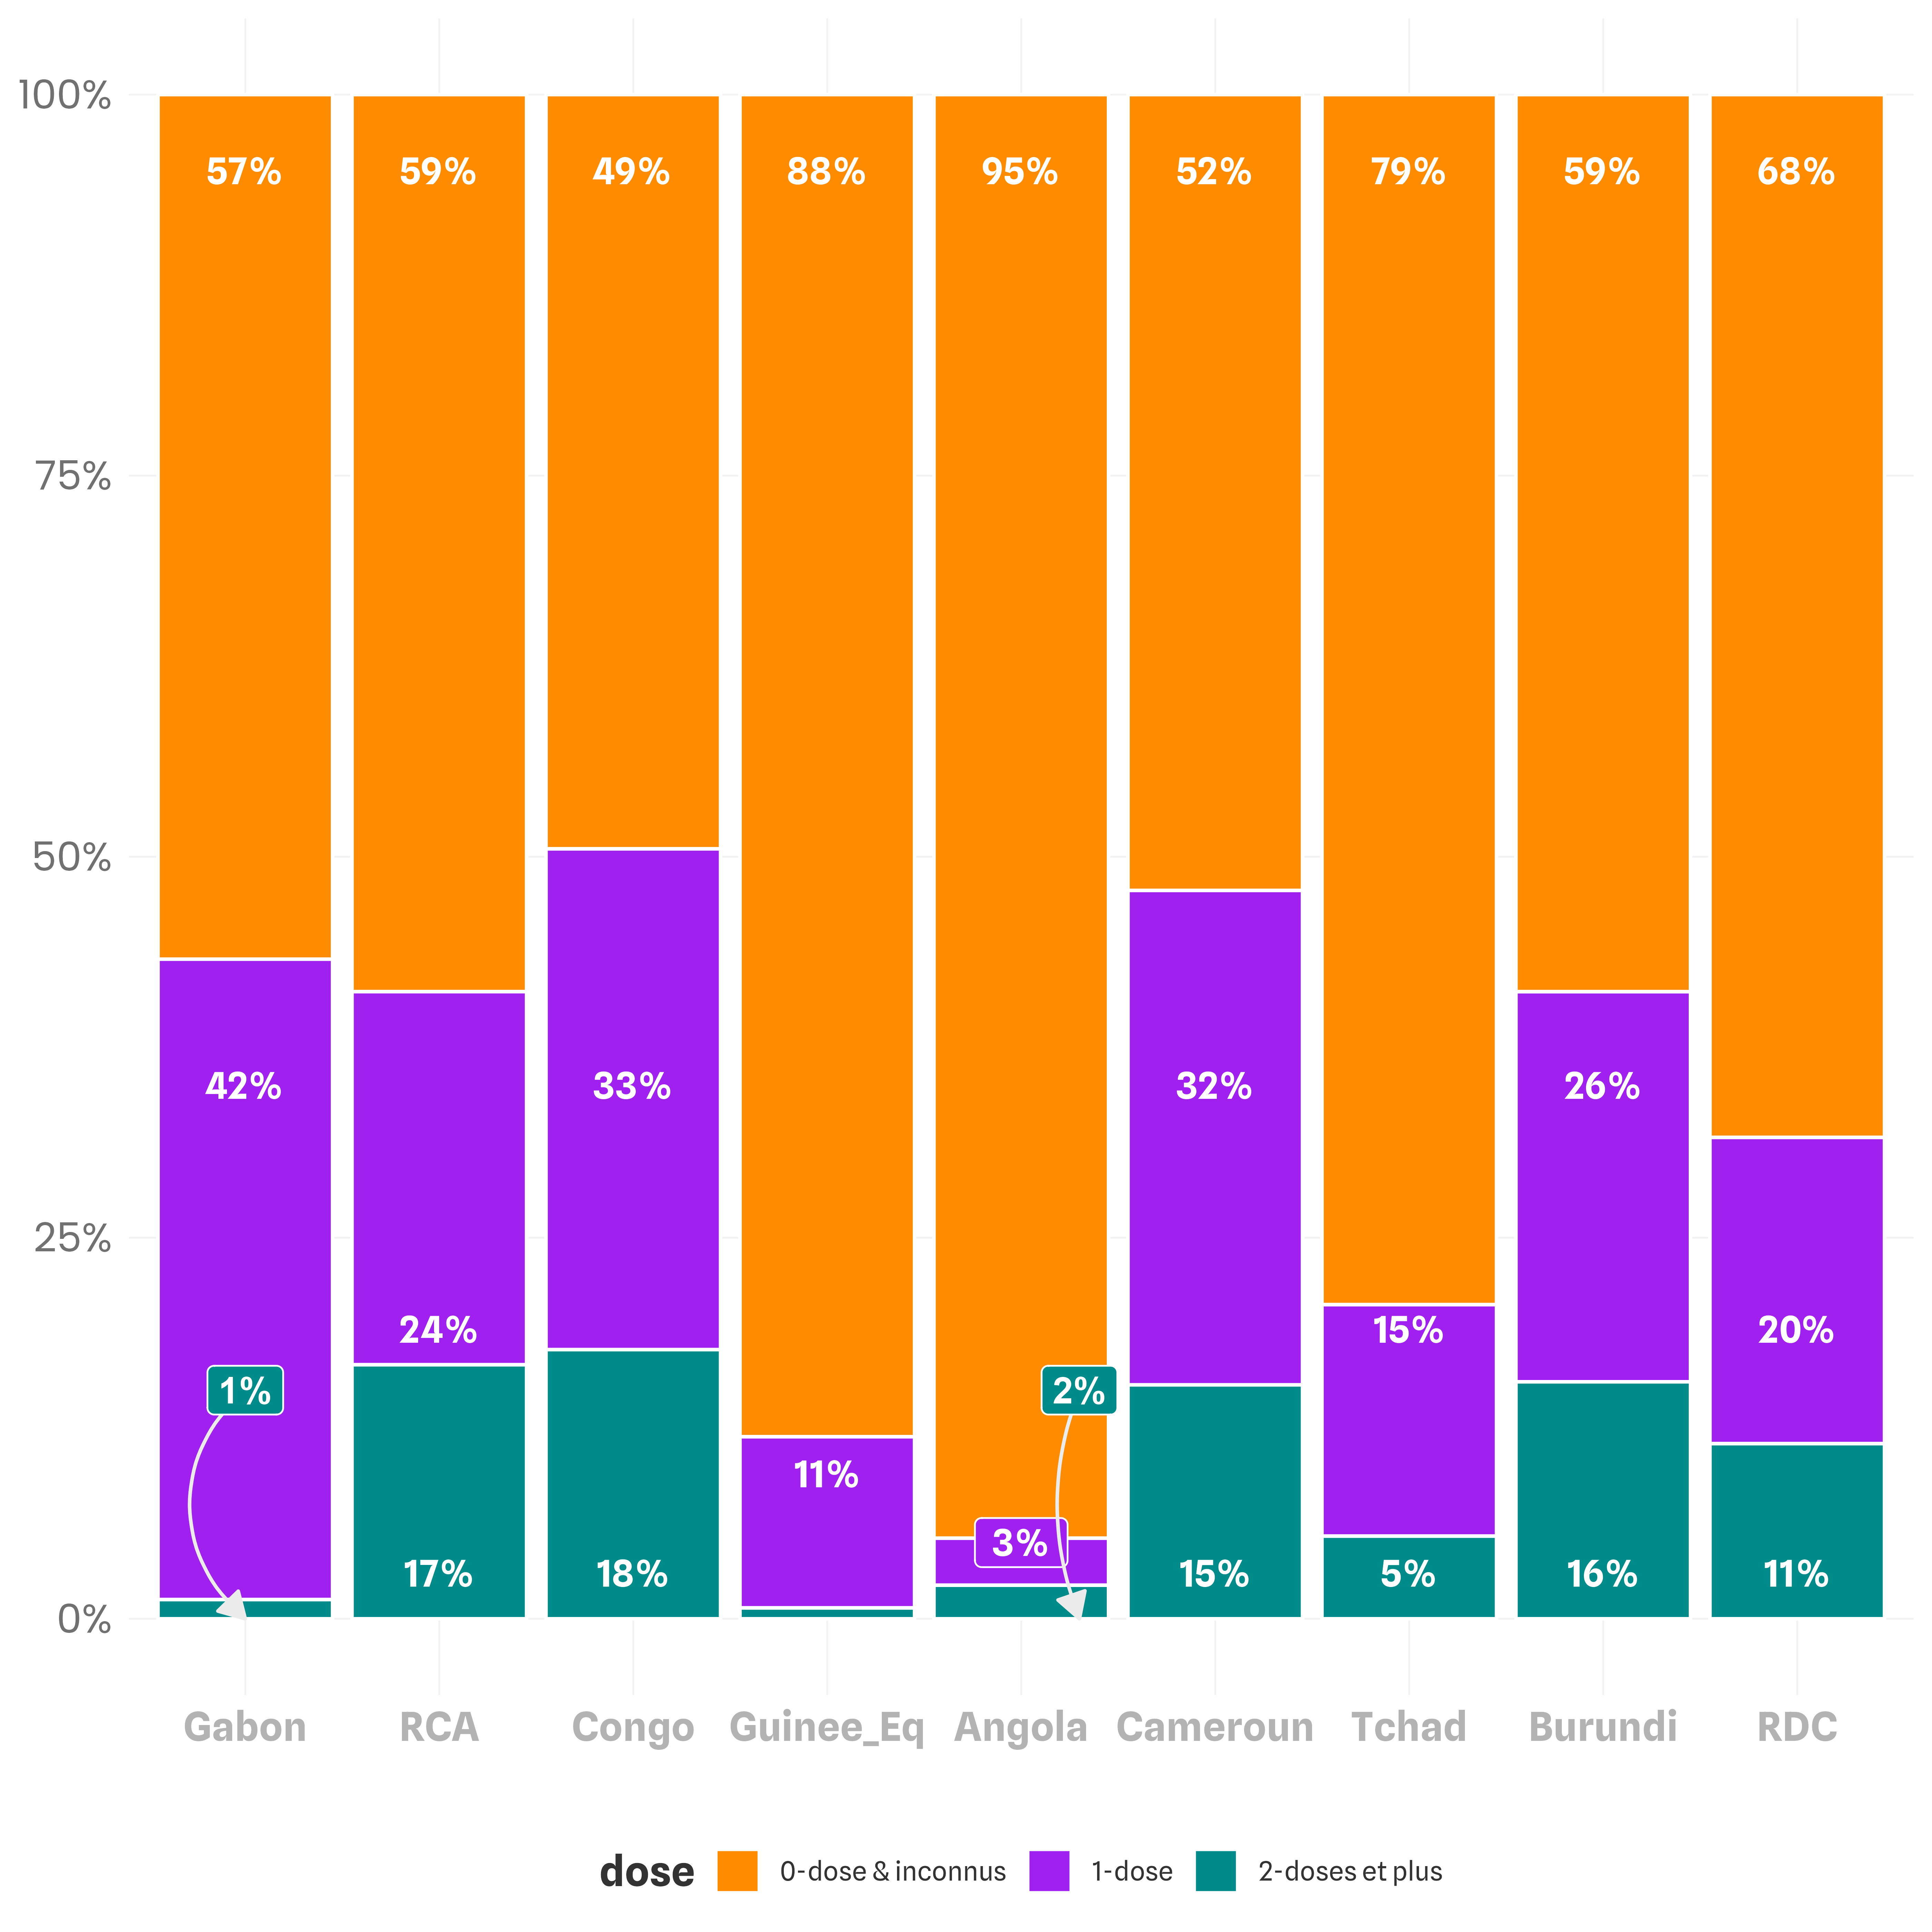 100%
57% 59% 49% 88% 95% 52% 79% 59% 68%
75%
50%
42% 33% 32% 26%
25%
24% 15% 20%
1% 2%
11%
3%
17% 18% 15% 5% 16% 11%
0%
Gabon RCA Congo Guinee_Eq Angola Cameroun Tchad Burundi RDC
dose 0-dose & inconnus 1-dose 2-doses et plus